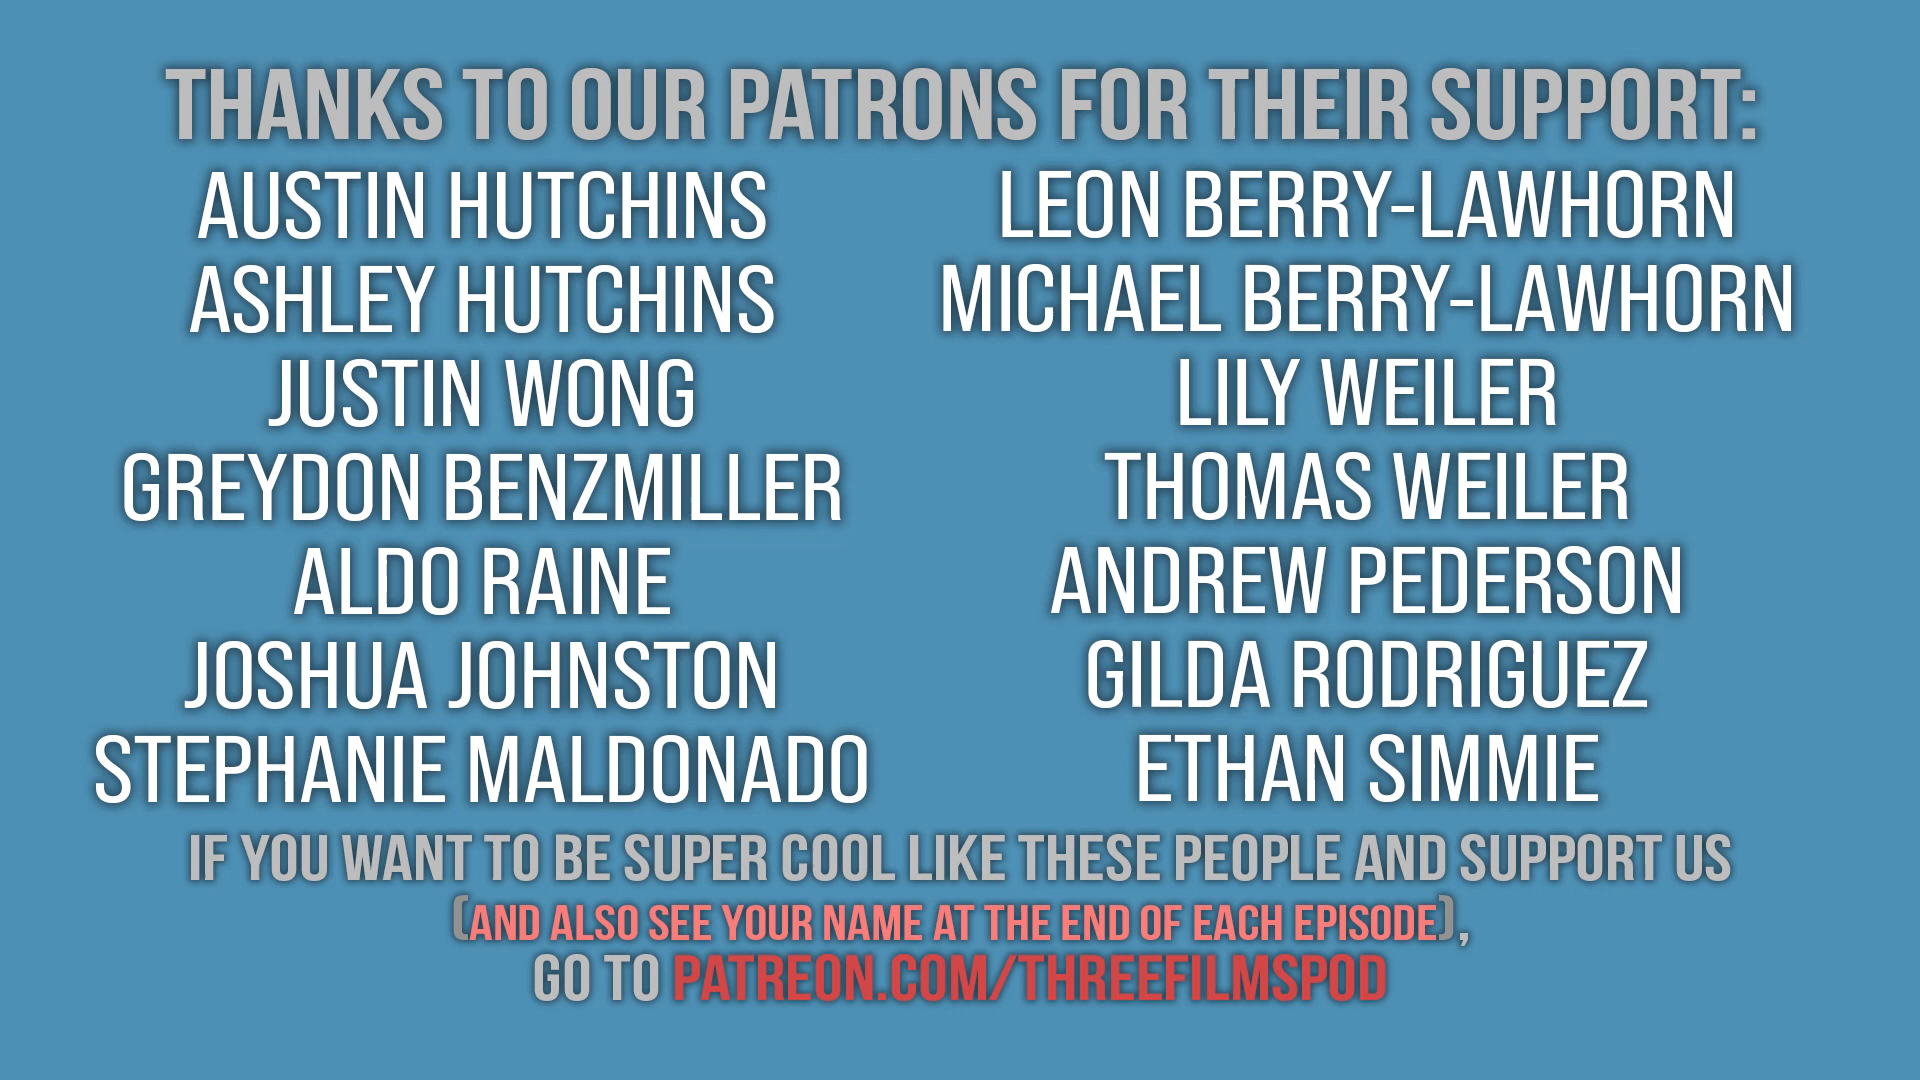 THANKS TO OUR PATRONS FOR THEIR SUPPORT:
AUSTIN HUTCHINS
ASHLEY HUTCHINS
JUSTIN WONG
GREYDON BENZMILLER
ALDO RAINE
JOSHUA JOHNSTON
STEPHANIE MALDONADO
LEON BERRY-LAWHORN
MICHAEL BERRY-LAWHORN
LILY WEILER
THOMAS WEILER
ANDREW PEDERSON
GILDA RODRIGUEZ
ETHAN SIMMIE
IF YOU WANT TO BE SUPER COOL LIKE THESE PEOPLE AND SUPPORT US
(AND ALSO SEE YOUR NAME AT THE END OF EACH EPISODE),
GO TO PATREON.COM/THREEFILMSPOD